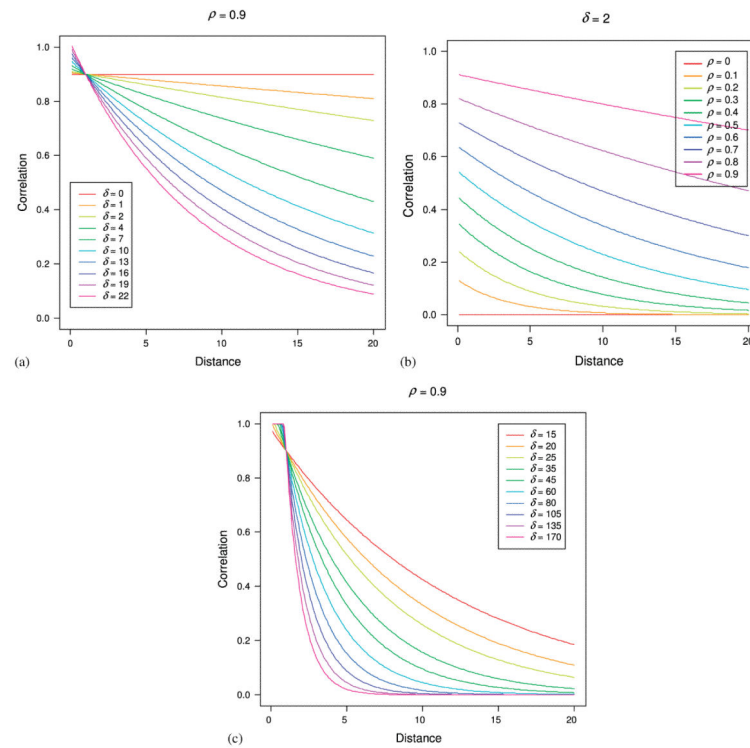 ρ = 0.9
Correlation
1.0
0.8
0.6
0.4
0.2
0.0
δ = 0
δ = 1
δ = 2
δ = 4
δ = 7
δ = 10
δ = 13
δ = 16
δ = 19
δ = 22
0 5 10 15 20
Distance
(a)
δ = 2
Correlation
1.0
0.8
0.6
0.4
0.2
0.0
ρ = 0
ρ = 0.1
ρ = 0.2
ρ = 0.3
ρ = 0.4
ρ = 0.5
ρ = 0.6
ρ = 0.7
ρ = 0.8
ρ = 0.9
0 5 10 15 20
Distance
(b)
ρ = 0.9
Correlation
1.0
0.8
0.6
0.4
0.2
0.0
δ = 15
δ = 20
δ = 25
δ = 35
δ = 45
δ = 60
δ = 80
δ = 105
δ = 135
δ = 170
0 5 10 15 20
Distance
(c)